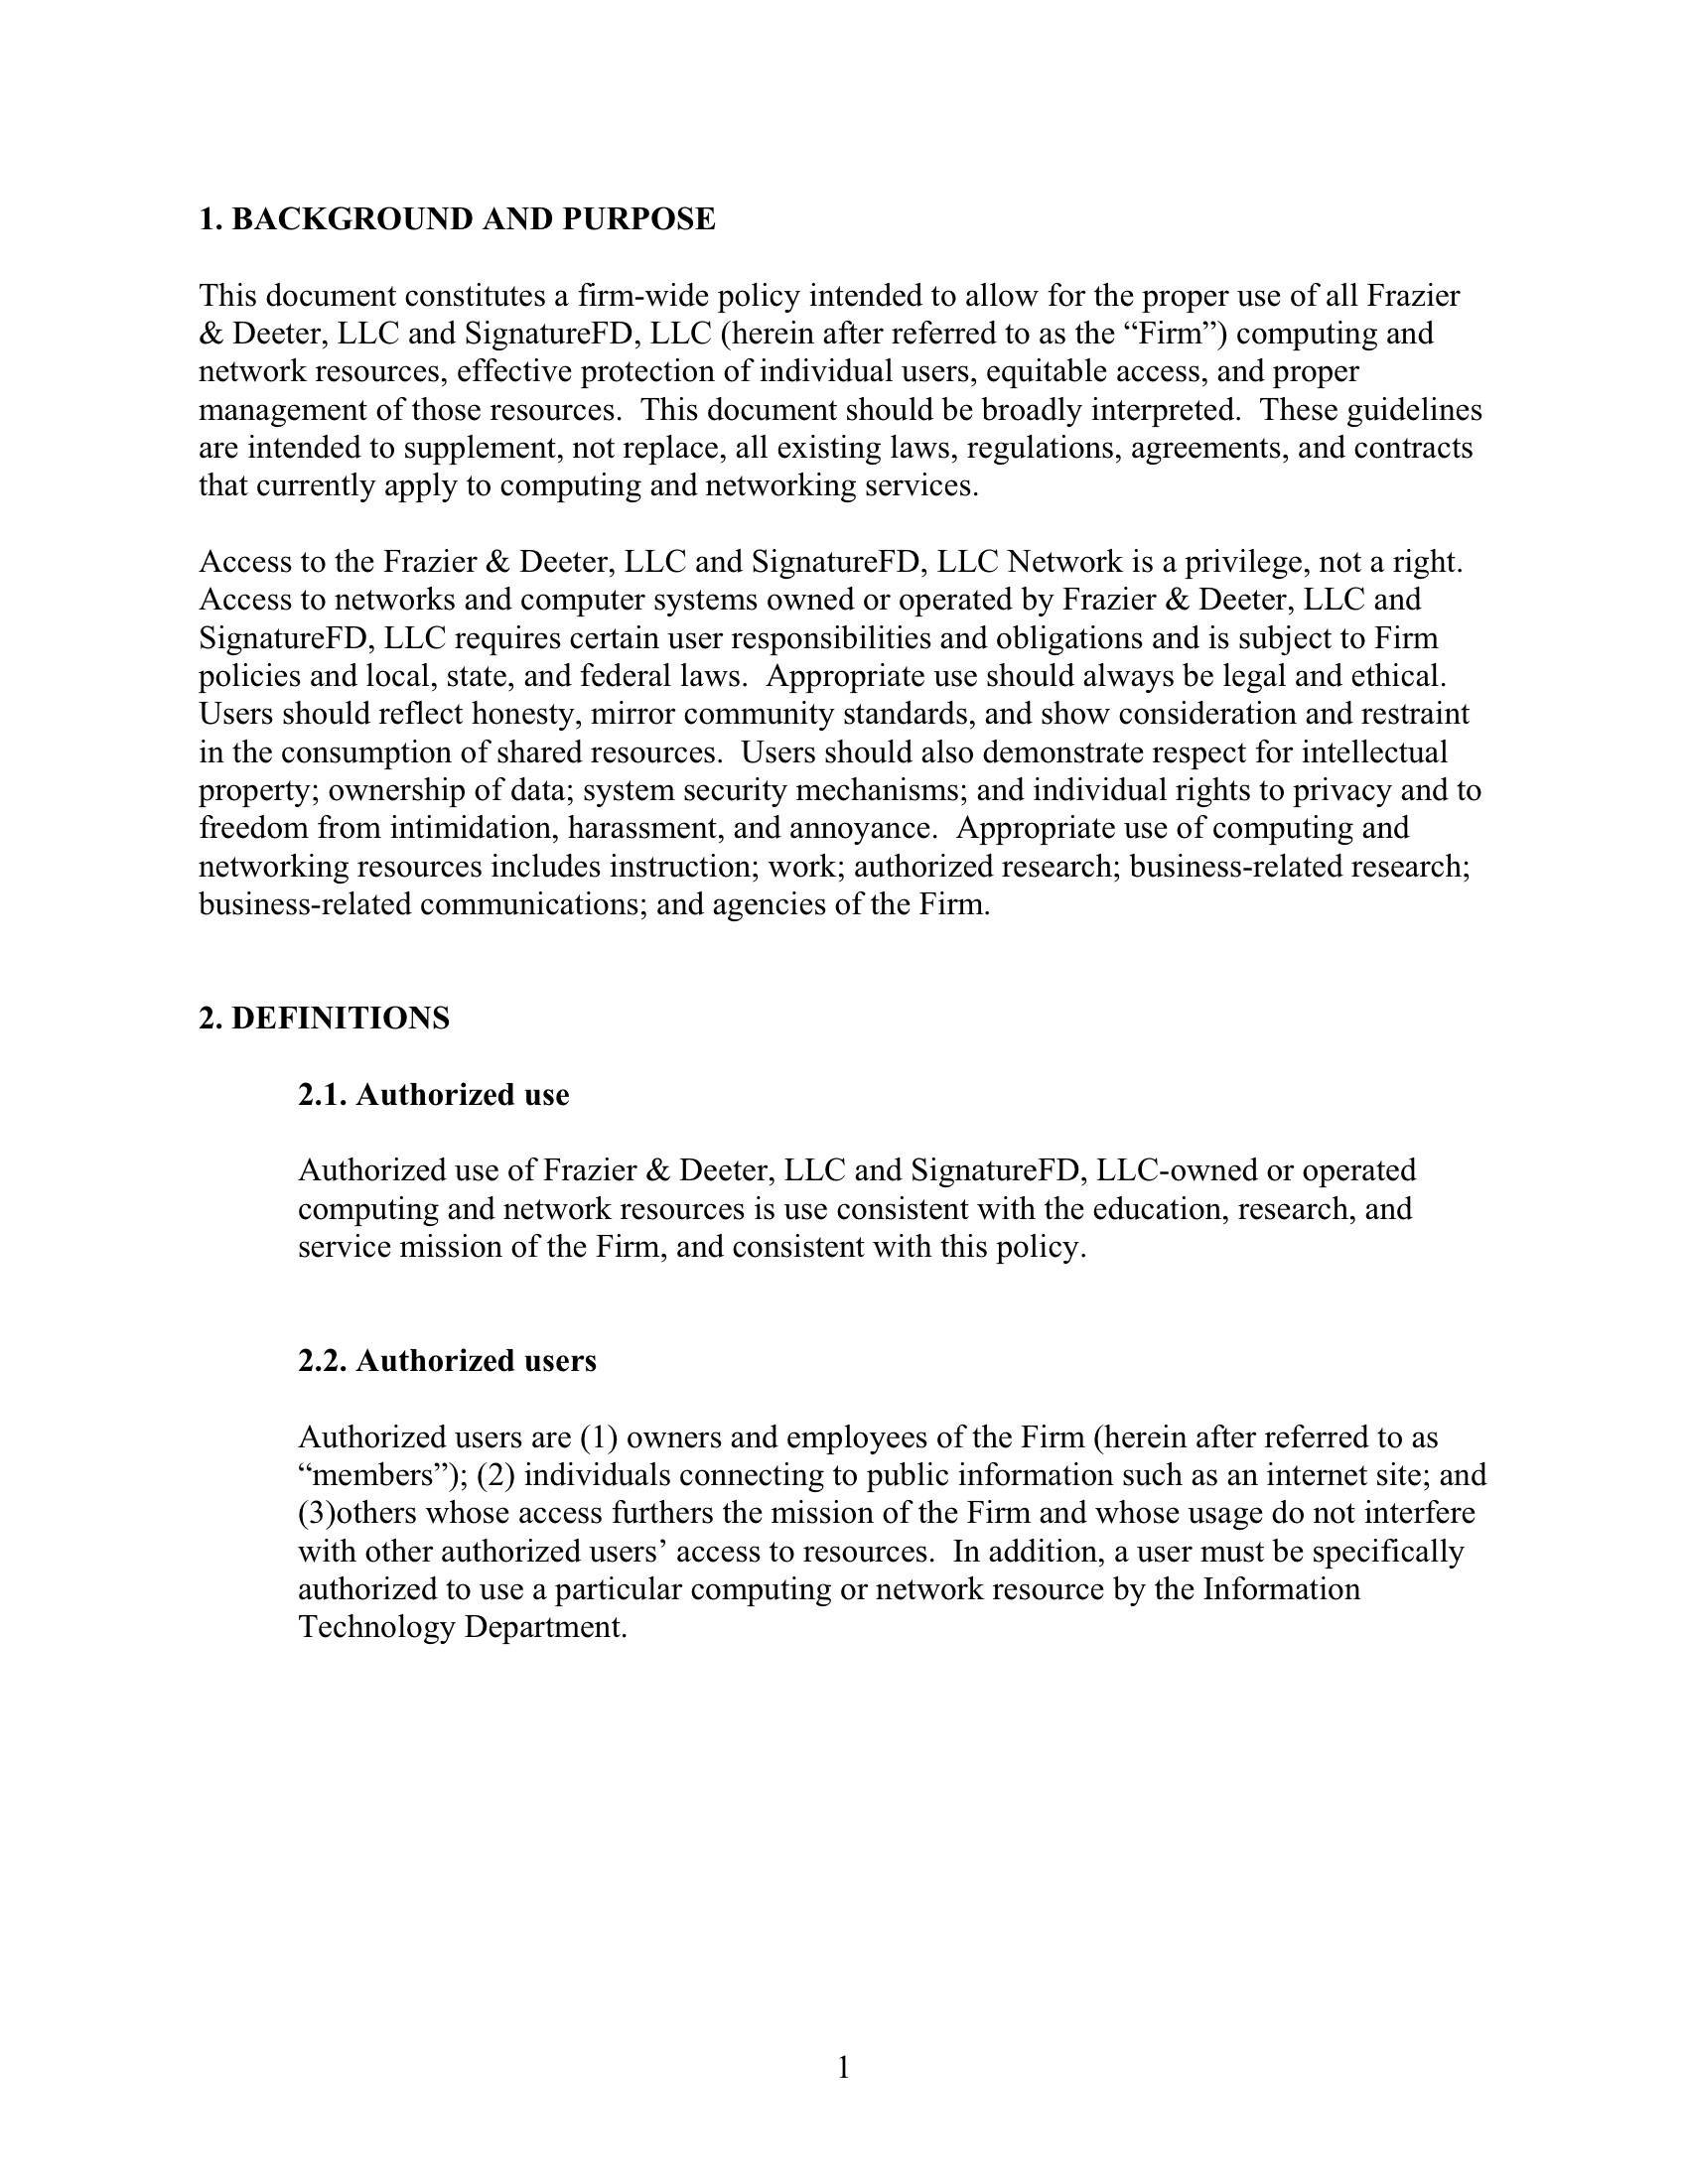 1. BACKGROUND AND PURPOSE
This document constitutes a firm-wide policy intended to allow for the proper use of all Frazier
& Deeter, LLC and SignatureFD, LLC (herein after referred to as the “Firm”) computing and
network resources, effective protection of individual users, equitable access, and proper
management of those resources.  This document should be broadly interpreted.  These guidelines
are intended to supplement, not replace, all existing laws, regulations, agreements, and contracts
that currently apply to computing and networking services.
Access to the Frazier & Deeter, LLC and SignatureFD, LLC Network is a privilege, not a right.
Access to networks and computer systems owned or operated by Frazier & Deeter, LLC and
SignatureFD, LLC requires certain user responsibilities and obligations and is subject to Firm
policies and local, state, and federal laws.  Appropriate use should always be legal and ethical.
Users should reflect honesty, mirror community standards, and show consideration and restraint
in the consumption of shared resources.  Users should also demonstrate respect for intellectual
property; ownership of data; system security mechanisms; and individual rights to privacy and to
freedom from intimidation, harassment, and annoyance.  Appropriate use of computing and
networking resources includes instruction; work; authorized research; business-related research;
business-related communications; and agencies of the Firm.
2. DEFINITIONS
2.1. Authorized use
Authorized use of Frazier & Deeter, LLC and SignatureFD, LLC-owned or operated
computing and network resources is use consistent with the education, research, and
service mission of the Firm, and consistent with this policy.
2.2. Authorized users
Authorized users are (1) owners and employees of the Firm (herein after referred to as
“members”); (2) individuals connecting to public information such as an internet site; and
(3)others whose access furthers the mission of the Firm and whose usage do not interfere
with other authorized users’ access to resources.  In addition, a user must be specifically
authorized to use a particular computing or network resource by the Information
Technology Department.
1